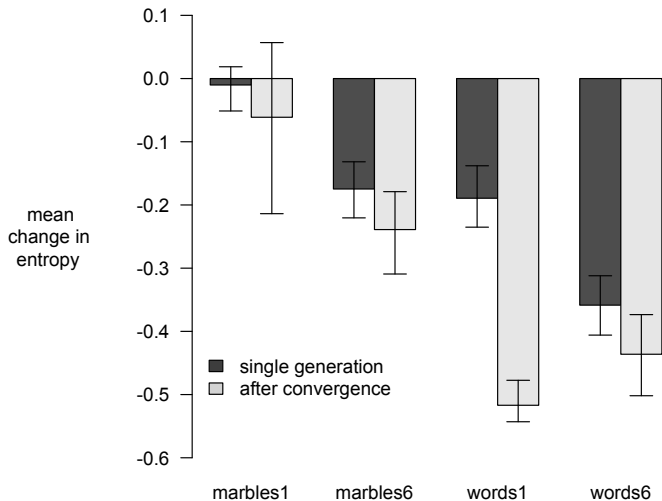 0.1
0.0
-0.1
-0.2
-0.3
-0.4
-0.5
-0.6
mean
change in
entropy
single generation
after convergence
marbles1 marbles6 words1 words6